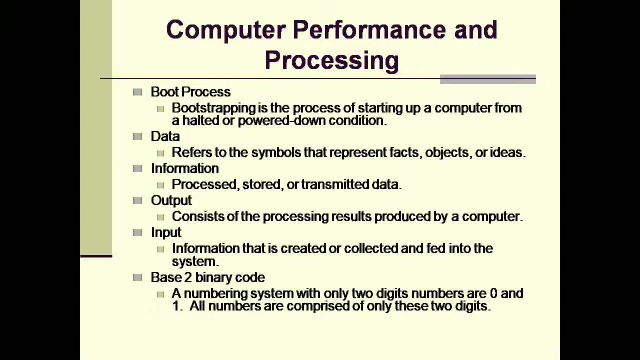 Computer Performance and
Processing
Boot Process
Bootstrapping is the process of starting up a computer from
a halted or powered-down condition.
Data
Refers to the symbols that represent facts, objects, or ideas.
Information
Processed, stored, or transmitted data.
Output
Consists of the processing results produced by a computer.
Input
Information that is created or collected and fed into the
system.
Base 2 binary code
A numbering system with only two digits numbers are 0 and
1. All numbers are comprised of only these two digits.